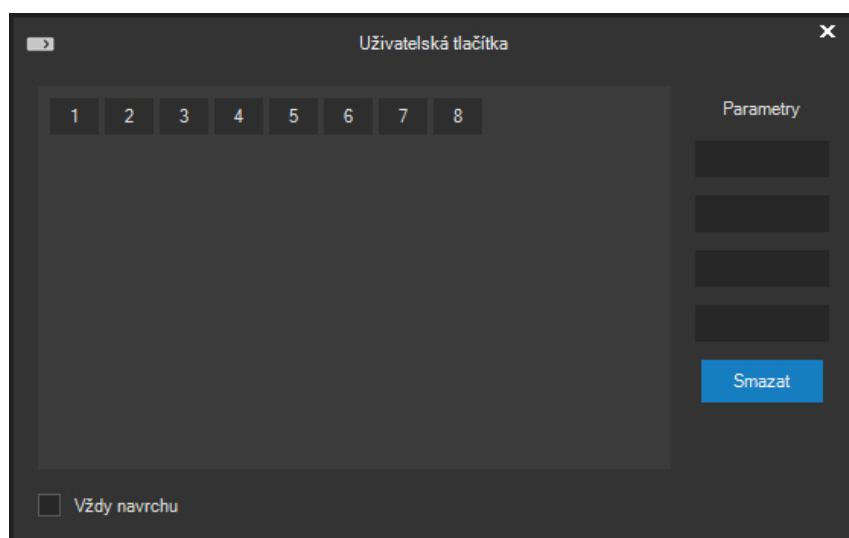 Uživatelská tlačítka
1 2 3 4 5 6 7 8
Parametry
Smazat
Vždy navrchu